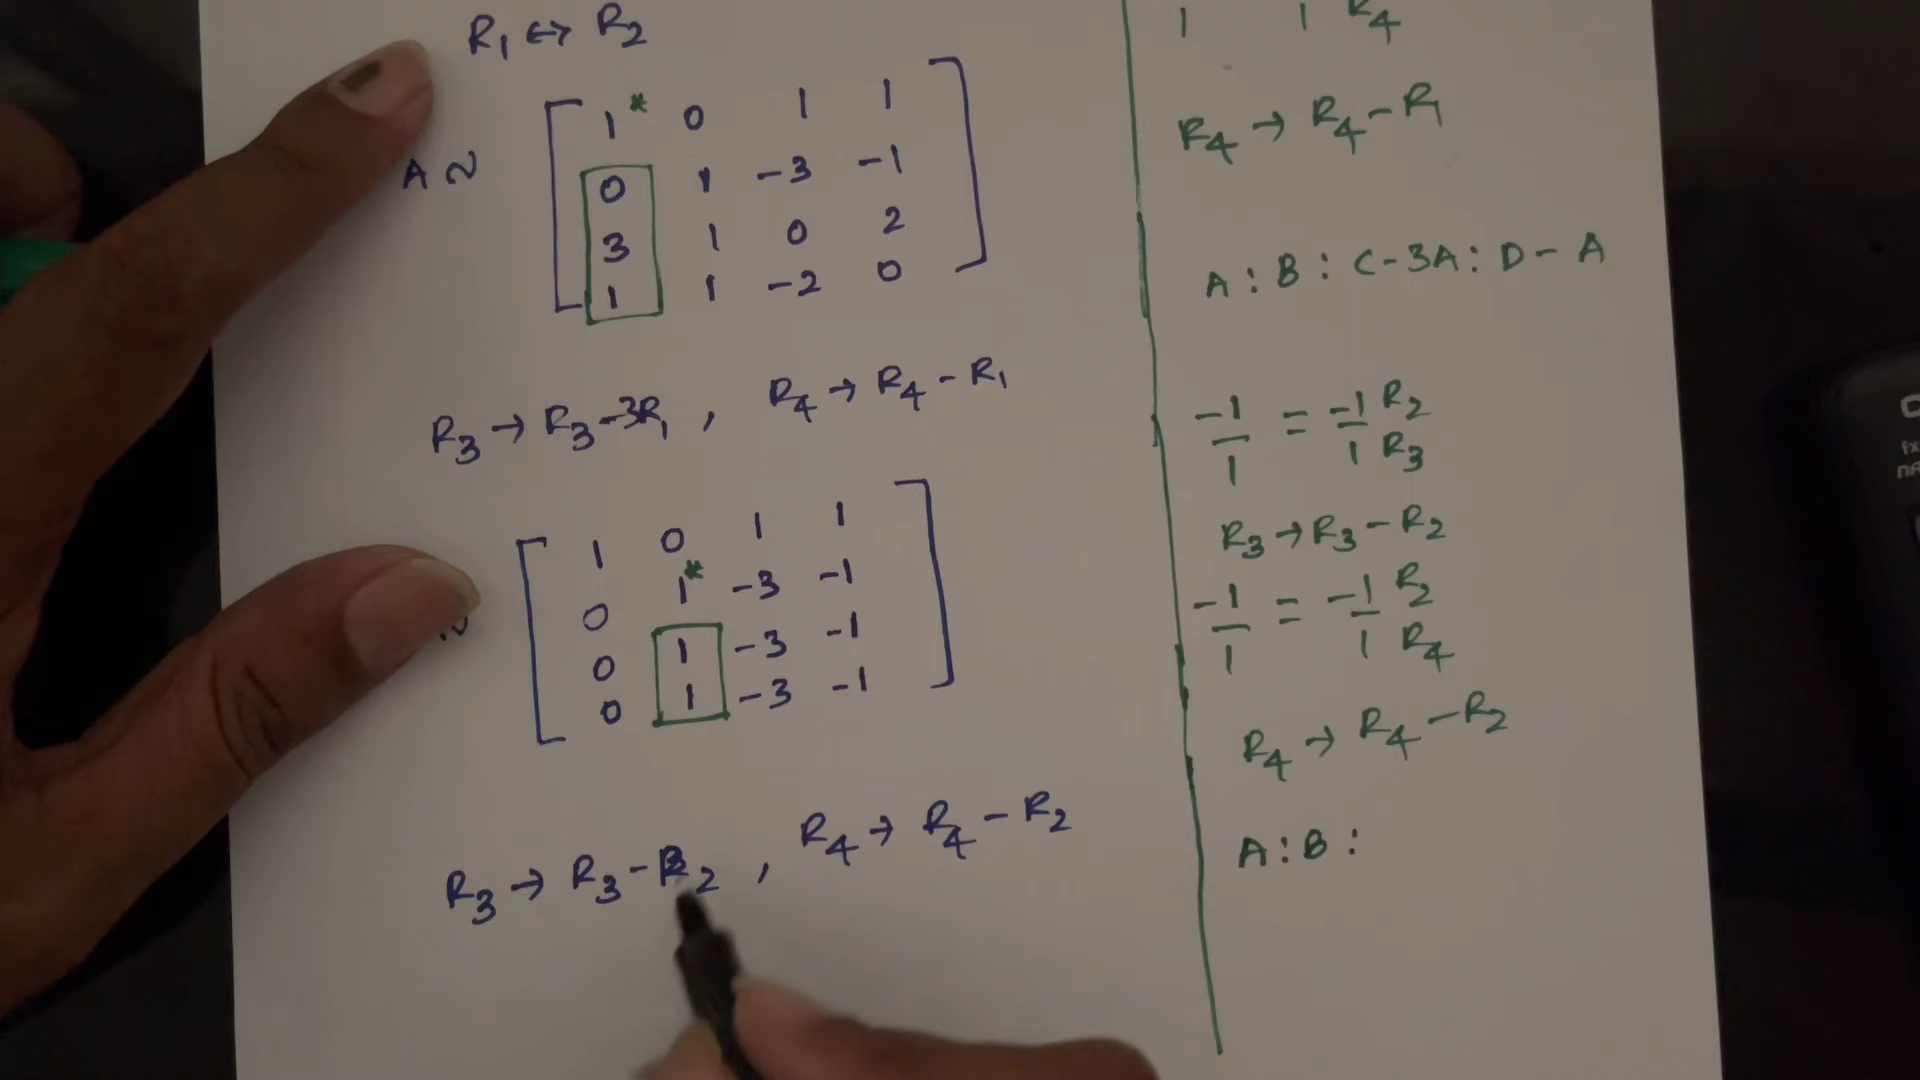 R1 ↔ R2
A ~
1* 0 1 1
0 1 -3 -1
3 1 0 2
1 1 -2 0
R3 → R3-3R1 , R4 → R4 - R1
1 0 1 1
0 1* -3 -1
0 1 -3 -1
0 1 -3 -1
R3 → R3 - R2 , R4 → R4 - R2
1 1 R4
R4 → R4 - R1
A : B : C-3A : D - A
-1/1 = -1/1 R2/R3
R3 → R3 - R2
-1/1 = -1/1 R2/R4
R4 → R4 - R2
A : B :